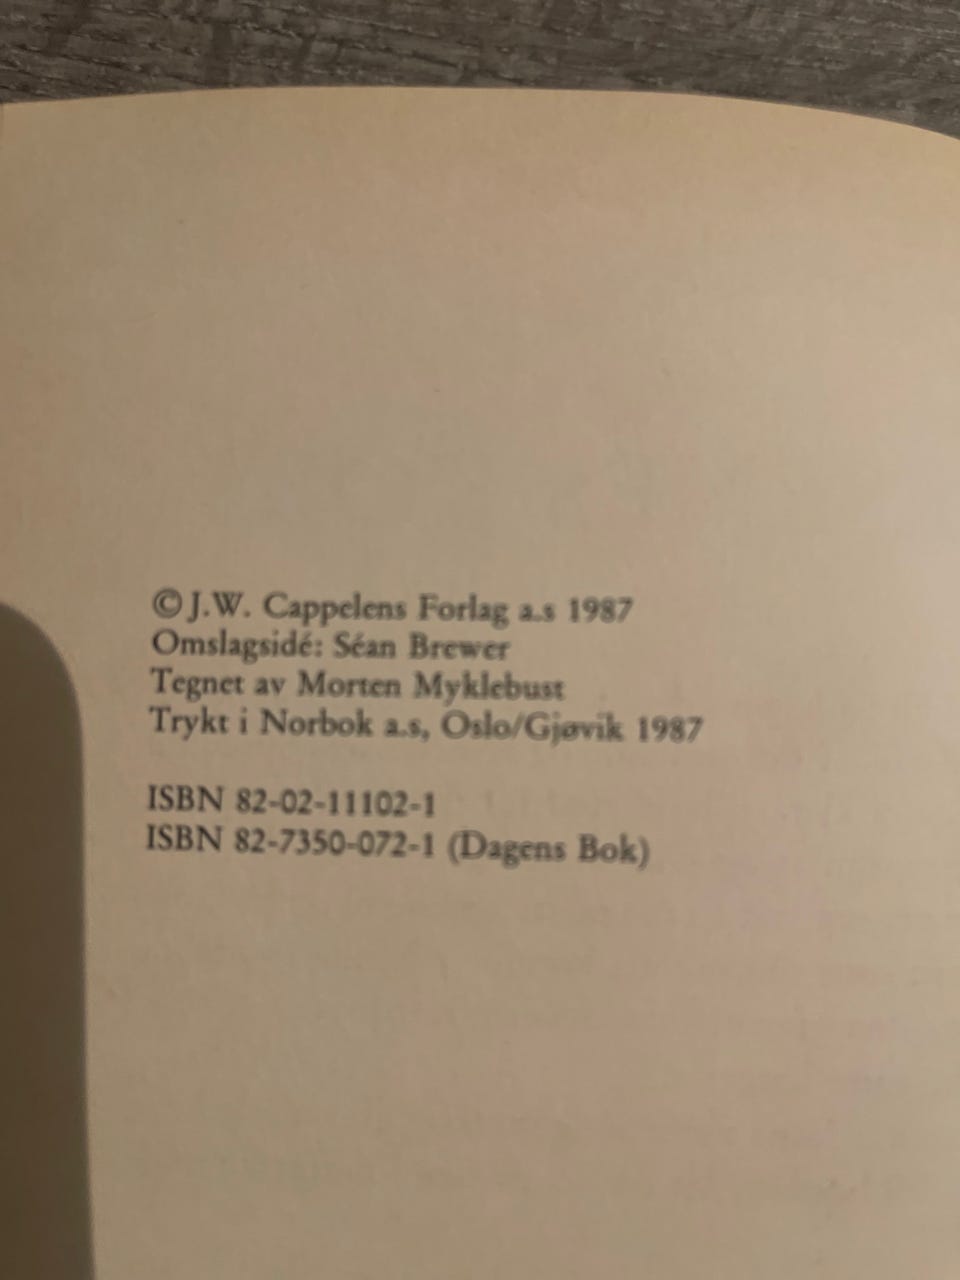 © J.W. Cappelens Forlag a.s 1987
Omslagsidé: Séan Brewer
Tegnet av Morten Myklebust
Trykt i Norbok a.s, Oslo/Gjøvik 1987
ISBN 82-02-11102-1
ISBN 82-7350-072-1 (Dagens Bok)